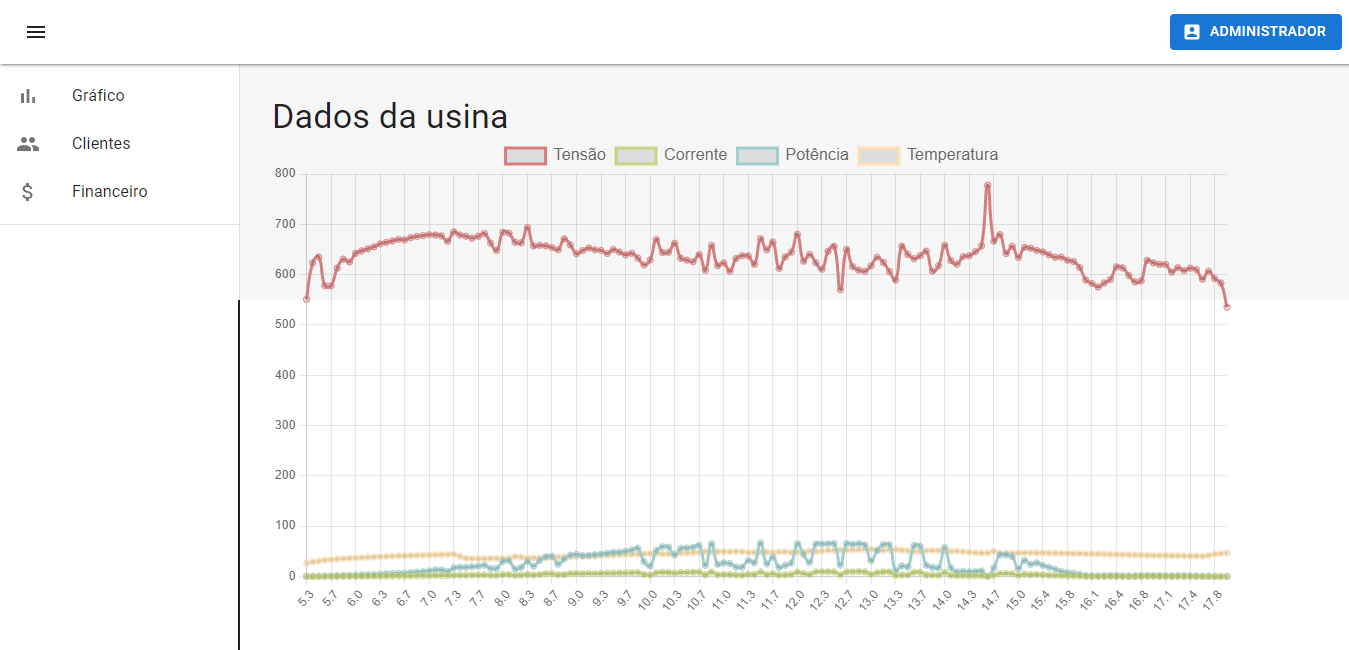 ADMINISTRADOR
Gráfico
Clientes
Financeiro
Dados da usina
Tensão Corrente Potência Temperatura
800
700
600
500
400
300
200
100
0
5.3 5.7 6.0 6.3 6.7 7.0 7.3 7.7 8.0 8.3 8.7 9.0 9.3 9.7 10.0 10.3 10.7 11.0 11.3 11.7 12.0 12.3 12.7 13.0 13.3 13.7 14.0 14.3 14.7 15.0 15.4 15.8 16.1 16.4 16.8 17.1 17.4 17.8